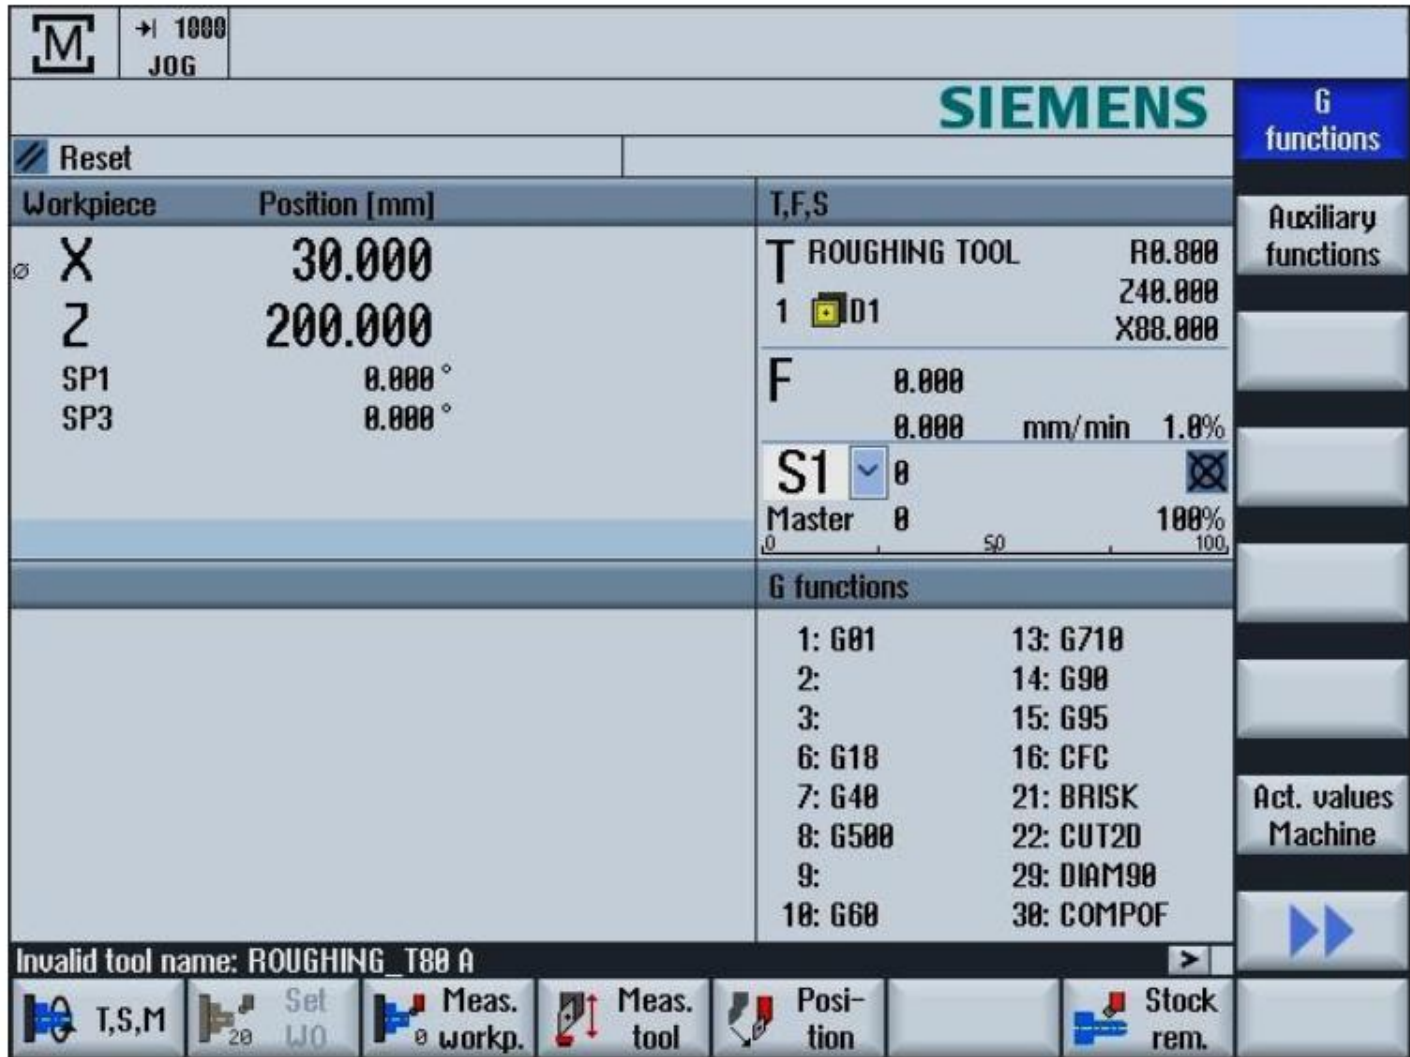 M
1000
JOG
SIEMENS
G
functions
Reset
Workpiece Position [mm]
T,F,S
Auxiliary
functions
ø X 30.000
Z 200.000
SP1 0.000 °
SP3 0.000 °
T ROUGHING TOOL R0.800
Z40.000
1 D1
X88.000
F 0.000
0.000 mm/min 1.0%
S1 0
Master 0 100%
0 50 100
G functions
1: G01 13: G710
2: 14: G90
3: 15: G95
6: G18 16: CFC
7: G40 21: BRISK
8: G500 22: CUT2D
9: 29: DIAM90
10: G60 30: COMPOF
Act. values
Machine
Invalid tool name: ROUGHING_T80 A
>
T,S,M
Set
WO
20
Meas.
workp.
0
Meas.
tool
Posi-
tion
Stock
rem.